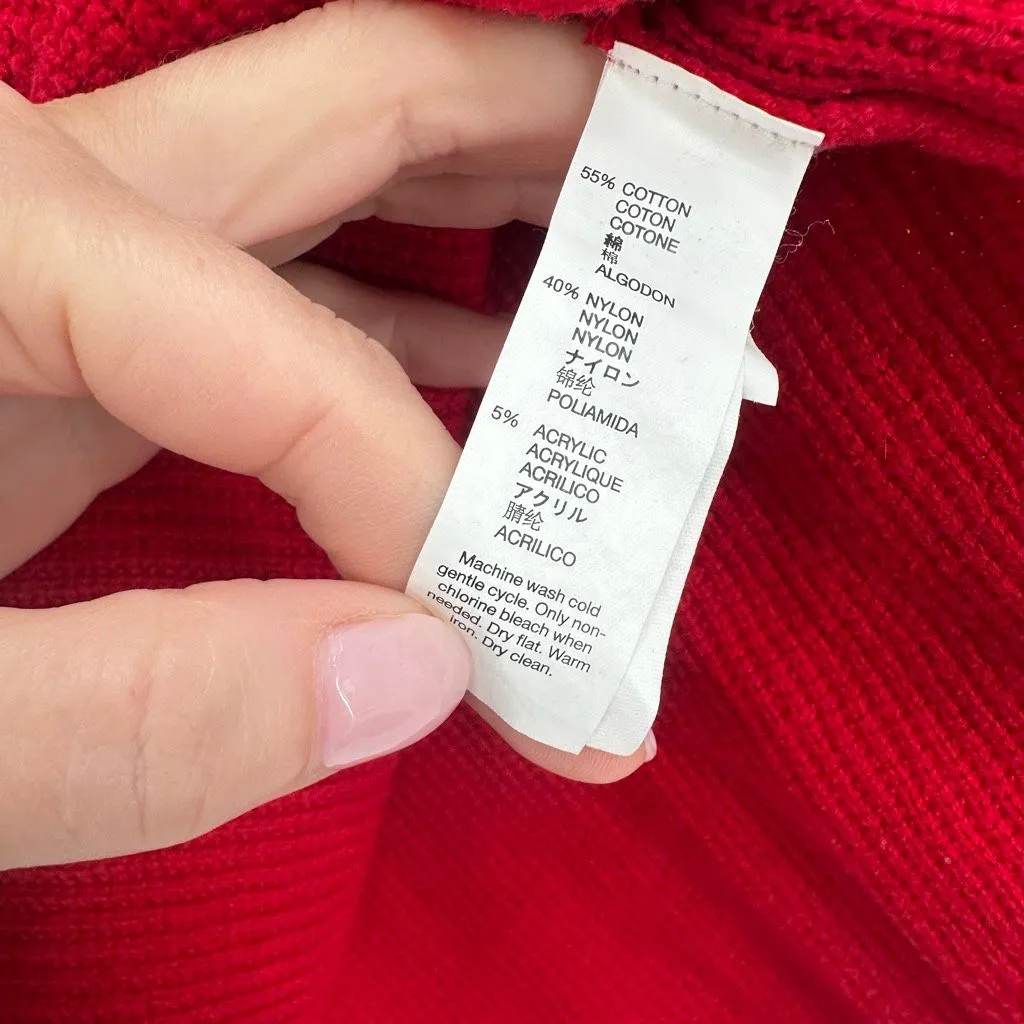 55% COTTON
COTON
COTONE
綿
棉
ALGODON
40% NYLON
NYLON
NYLON
ナイロン
锦纶
POLIAMIDA
5% ACRYLIC
ACRYLIQUE
ACRILICO
アクリル
腈纶
ACRILICO
Machine wash cold
gentle cycle. Only non-
chlorine bleach when
needed. Dry flat. Warm
iron. Dry clean.